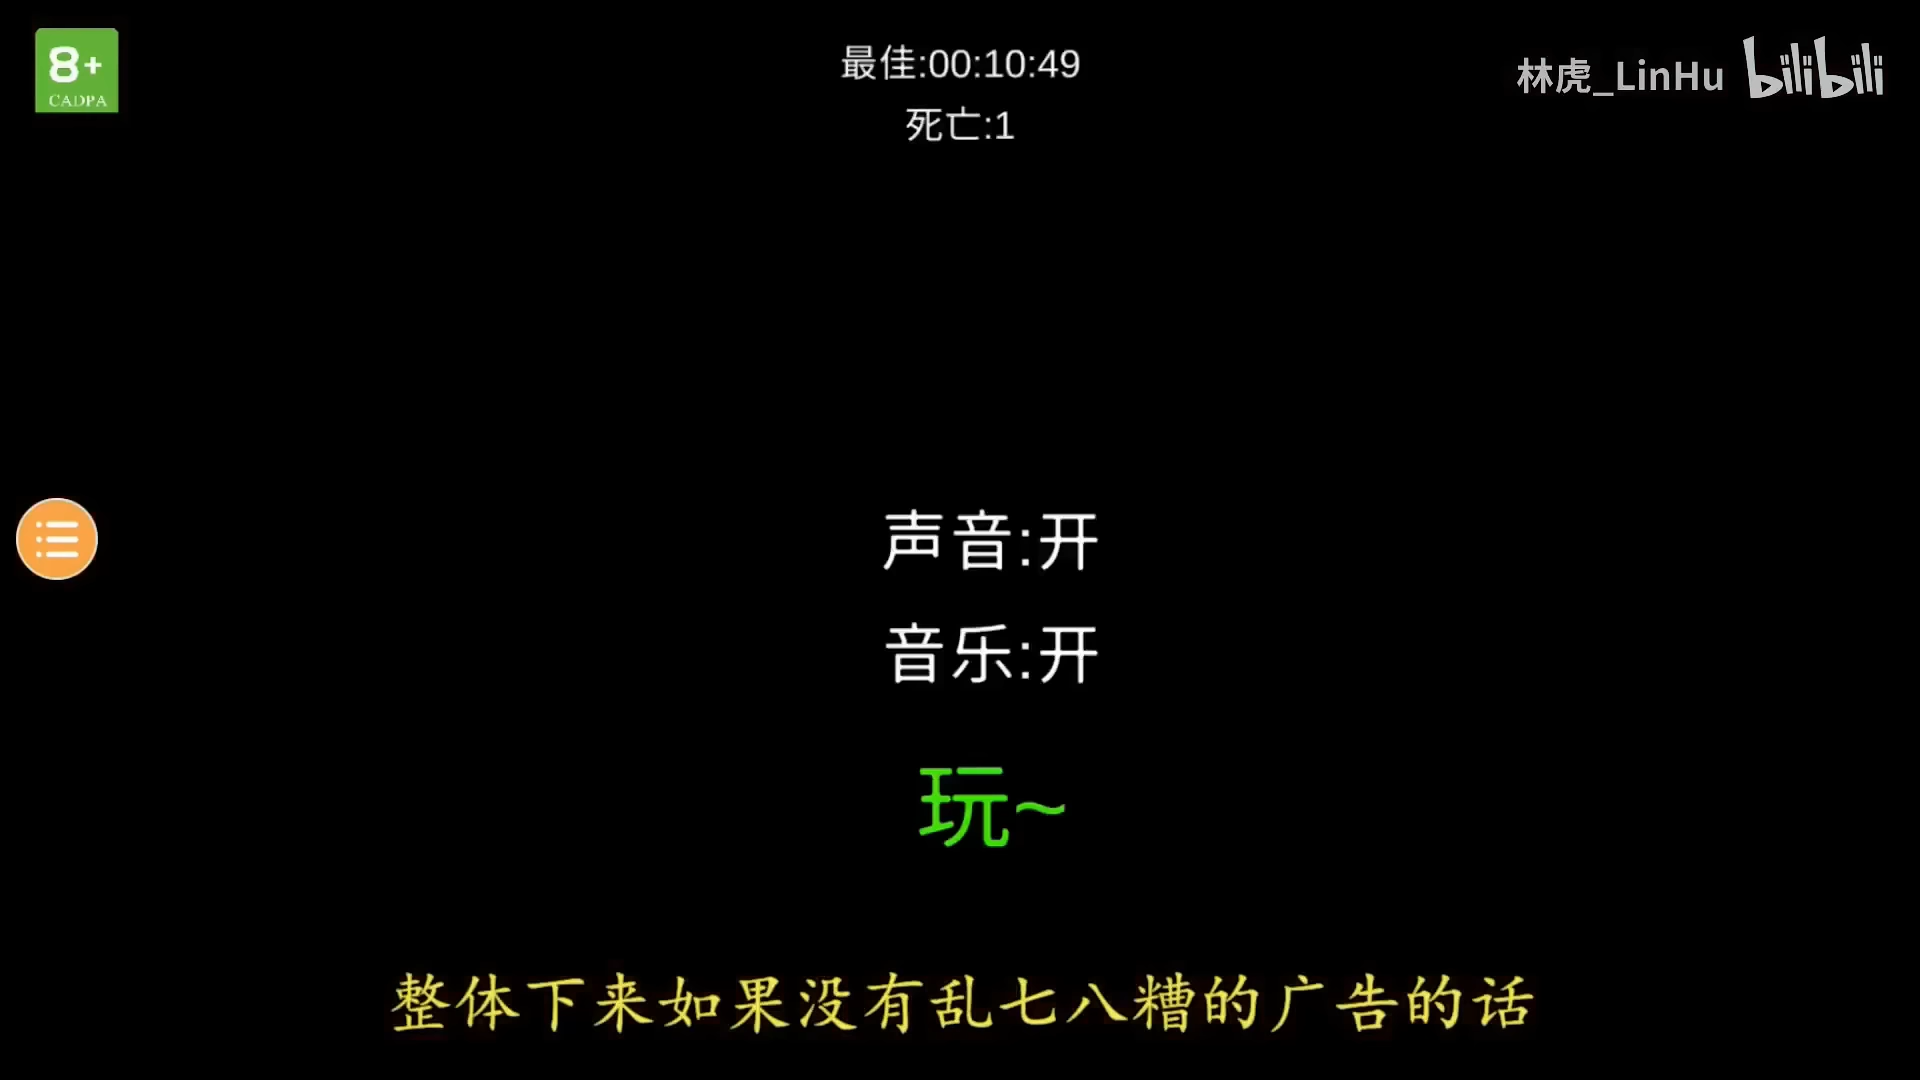 8+
CADPA
最佳:00:10:49
死亡:1
林虎_LinHu bilibili
声音:开
音乐:开
玩~
整体下来如果没有乱七八糟的广告的话